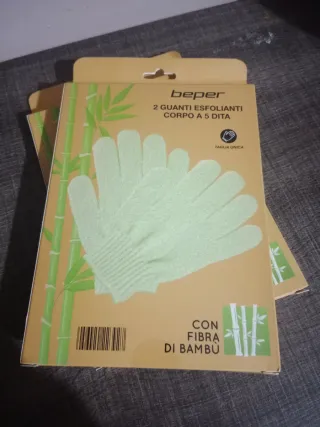 beper
2 GUANTI ESFOLIANTI
CORPO A 5 DITA
TAGLIA UNICA
CON
FIBRA
DI BAMBÙ